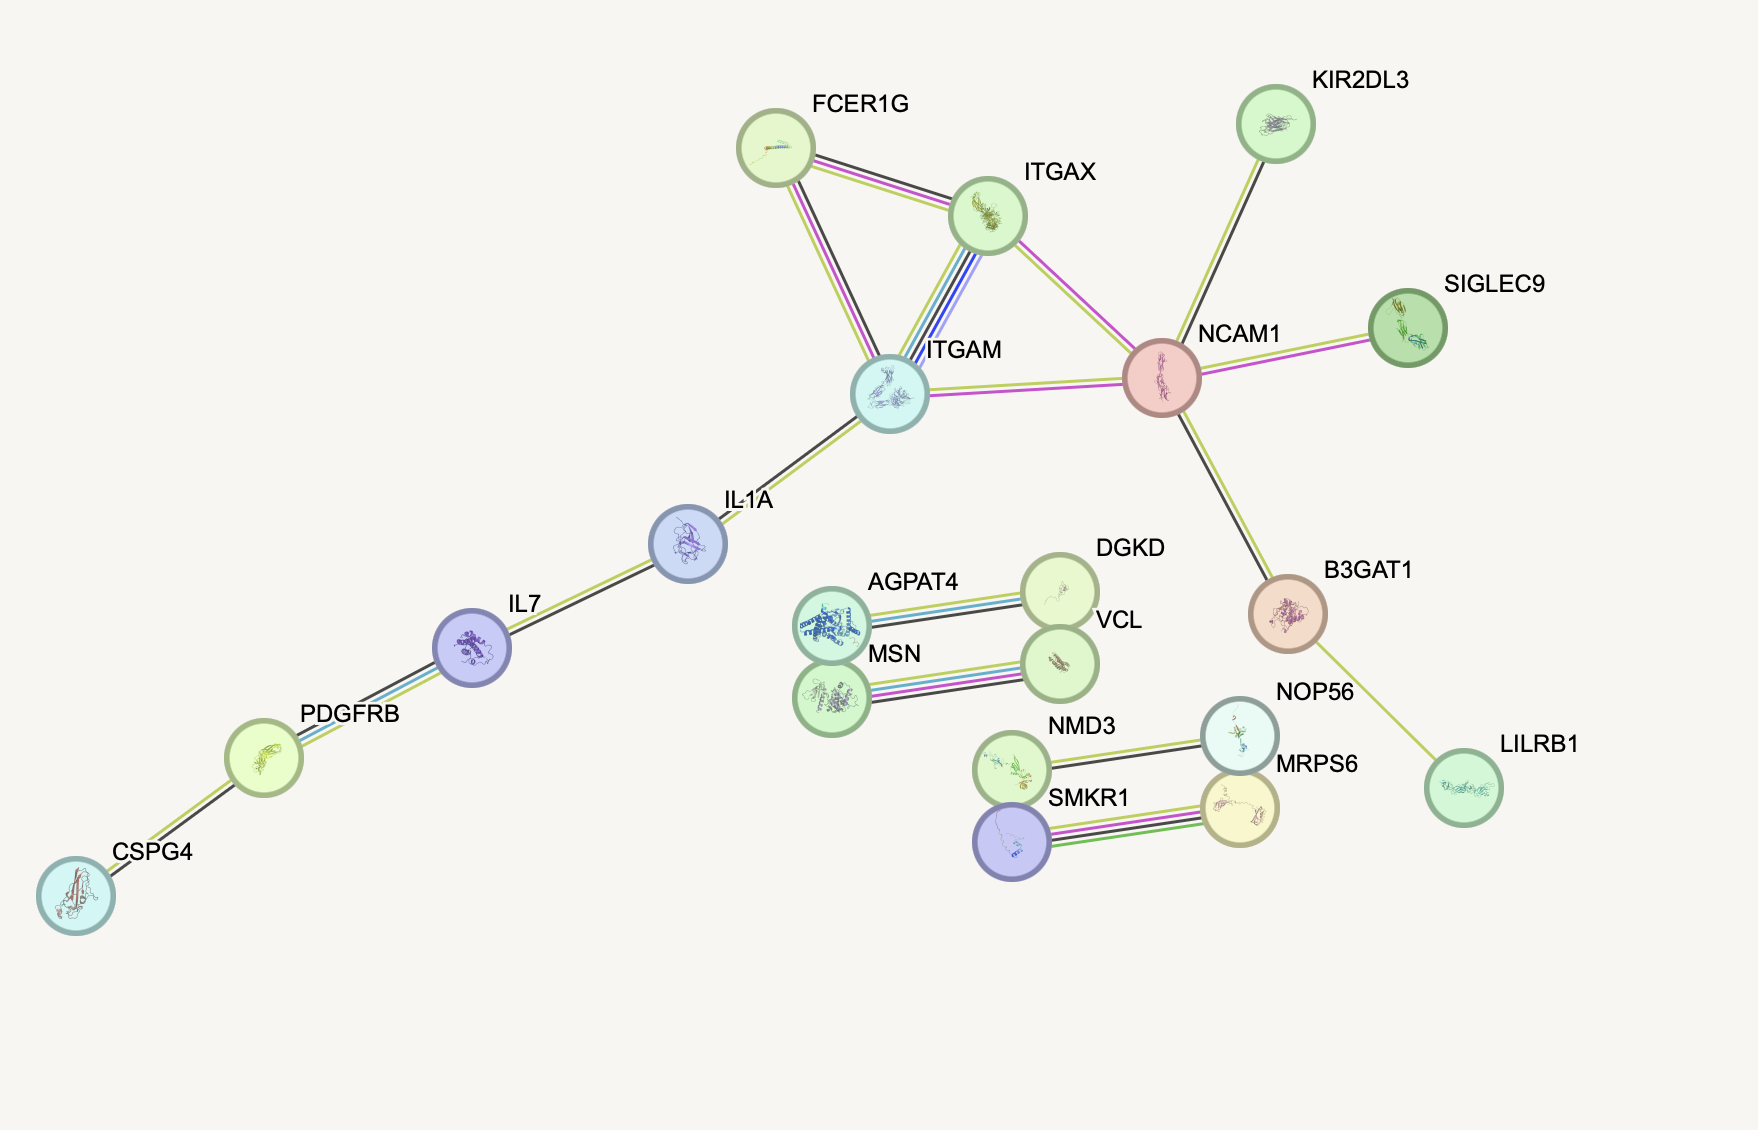 KIR2DL3
FCER1G
ITGAX
SIGLEC9
NCAM1
ITGAM
IL1A
DGKD
B3GAT1
AGPAT4
IL7
VCL
MSN
NOP56
PDGFRB
NMD3
LILRB1
MRPS6
SMKR1
CSPG4